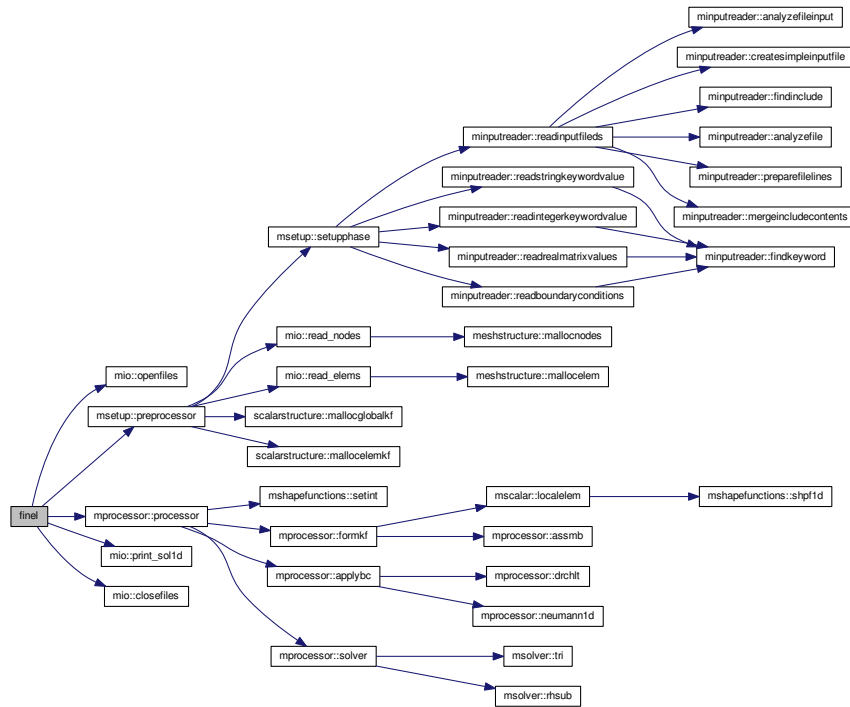 minputreader::analyzefileinput
minputreader::createsimpleinputfile
minputreader::findinclude
minputreader::readinputfileds
minputreader::analyzefile
minputreader::readstringkeywordvalue
minputreader::preparefilelines
minputreader::readintegerkeywordvalue
minputreader::mergeincludecontents
msetup::setupphase
minputreader::readrealmatrixvalues
minputreader::findkeyword
minputreader::readboundaryconditions
mio::read_nodes
meshstructure::mallocnodes
mio::openfiles
mio::read_elems
meshstructure::mallocelem
msetup::preprocessor
scalarstructure::mallocglobalkf
scalarstructure::mallocelemkf
finel
mprocessor::processor
mshapefunctions::setint
mscalar::localelem
mshapefunctions::shpf1d
mprocessor::formkf
mprocessor::assmb
mio::print_sol1d
mprocessor::applybc
mprocessor::drchlt
mio::closefiles
mprocessor::neumann1d
mprocessor::solver
msolver::tri
msolver::rhsub